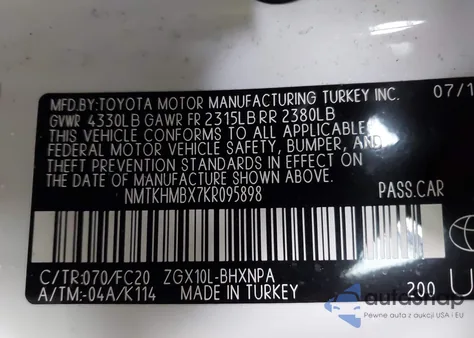 MFD.BY:TOYOTA MOTOR MANUFACTURING TURKEY INC. 07/1
GVWR 4330LB GAWR FR 2315LB RR 2380LB
THIS VEHICLE CONFORMS TO ALL APPLICABLE
FEDERAL MOTOR VEHICLE SAFETY, BUMPER, AND
THEFT PREVENTION STANDARDS IN EFFECT ON
THE DATE OF MANUFACTURE SHOWN ABOVE.
NMTKHMBX7KR095898 PASS.CAR
C/TR:070/FC20 ZGX10L-BHXNPA
A/TM:-04A/K114 MADE IN TURKEY 200 U
autosnap
Pewne auta z aukcji USA i EU